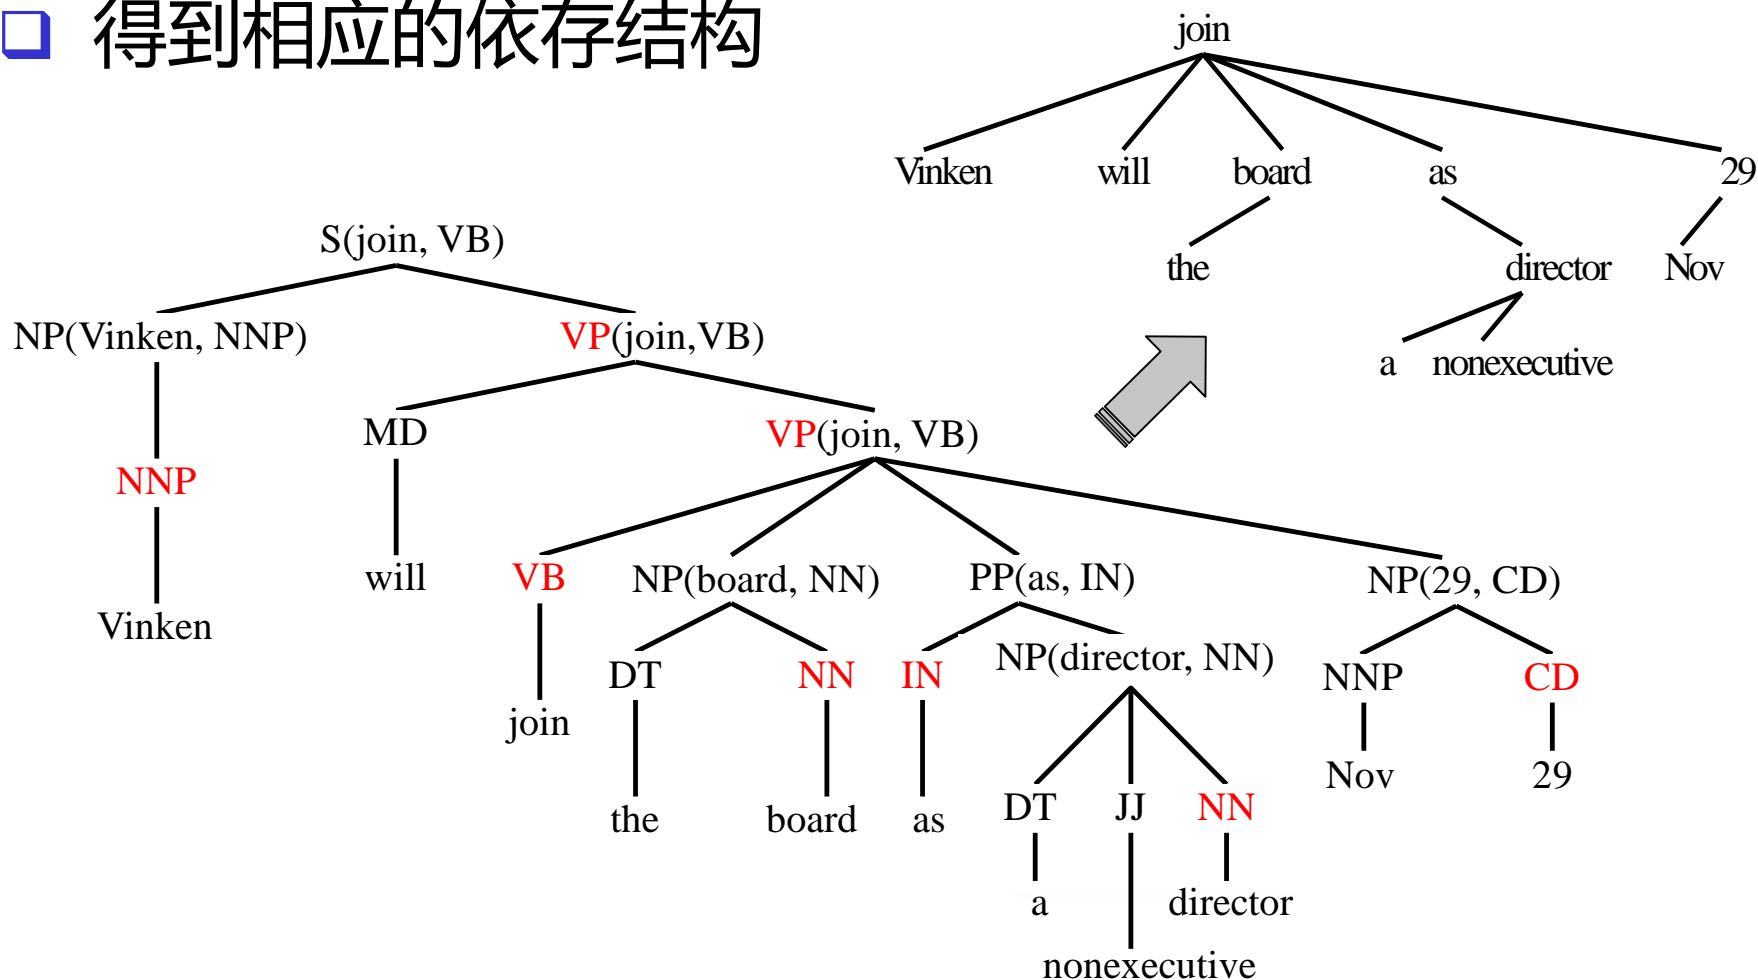 得到相应的依存结构
join
Vinken will board as 29
the director Nov
a nonexecutive
S(join, VB)
NP(Vinken, NNP) VP(join,VB)
MD VP(join, VB)
NNP
will VB NP(board, NN) PP(as, IN) NP(29, CD)
Vinken
DT NN IN NP(director, NN) NNP CD
join
Nov 29
the board as DT JJ NN
a director
nonexecutive